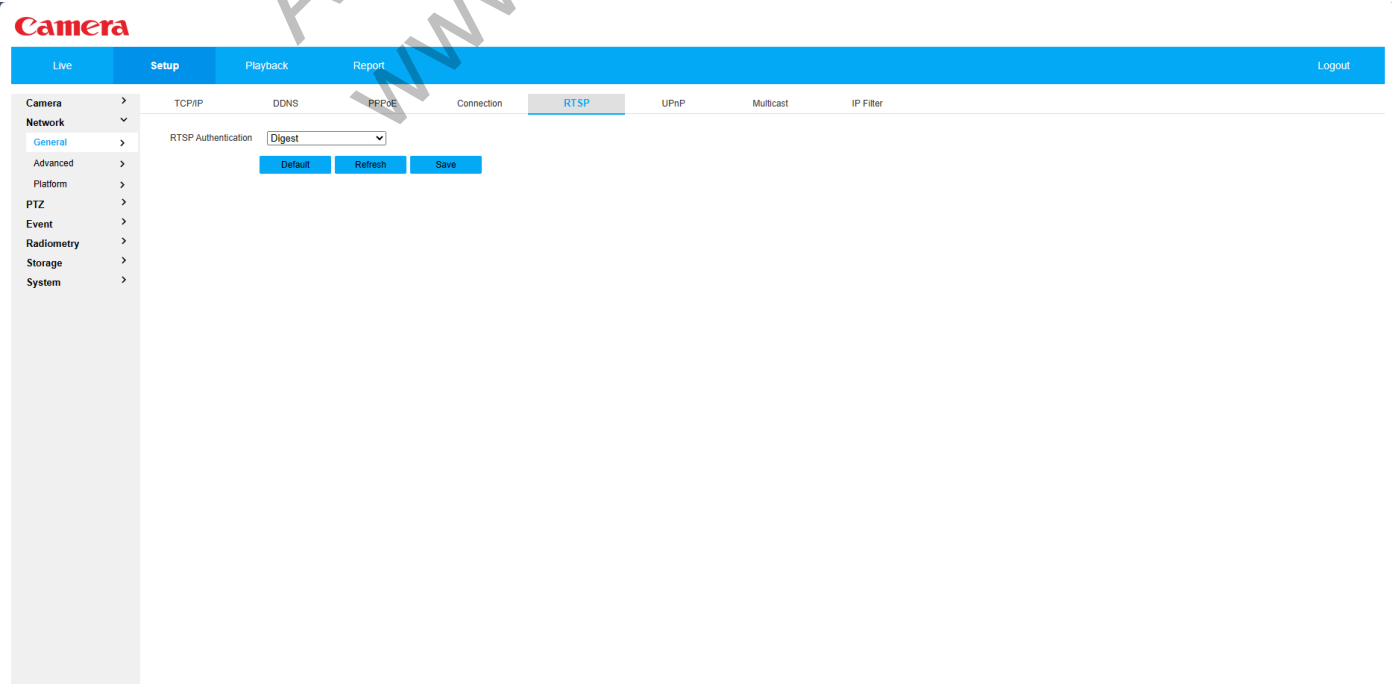 Camera
Live Setup Playback Report Logout
Camera TCP/IP DDNS PPPoE Connection RTSP UPnP Multicast IP Filter
Network
General RTSP Authentication Digest
Advanced Default Refresh Save
Platform
PTZ
Event
Radiometry
Storage
System